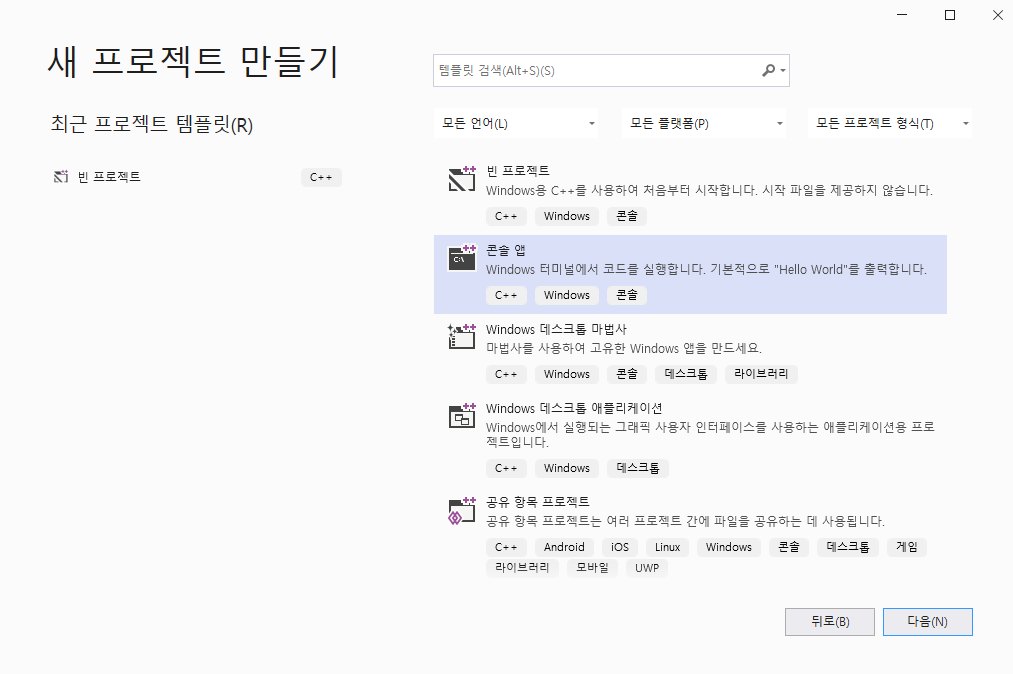 새 프로젝트 만들기
최근 프로젝트 템플릿(R)
빈 프로젝트
C++
템플릿 검색(Alt+S)(S)
모든 언어(L)
모든 플랫폼(P)
모든 프로젝트 형식(T)
빈 프로젝트
Windows용 C++를 사용하여 처음부터 시작합니다. 시작 파일을 제공하지 않습니다.
C++ Windows 콘솔
콘솔 앱
Windows 터미널에서 코드를 실행합니다. 기본적으로 "Hello World"를 출력합니다.
C++ Windows 콘솔
Windows 데스크톱 마법사
마법사를 사용하여 고유한 Windows 앱을 만드세요.
C++ Windows 콘솔 데스크톱 라이브러리
Windows 데스크톱 애플리케이션
Windows에서 실행되는 그래픽 사용자 인터페이스를 사용하는 애플리케이션용 프로
젝트입니다.
C++ Windows 데스크톱
공유 항목 프로젝트
공유 항목 프로젝트는 여러 프로젝트 간에 파일을 공유하는 데 사용됩니다.
C++ Android iOS Linux Windows 콘솔 데스크톱 게임
라이브러리 모바일 UWP
뒤로(B)
다음(N)